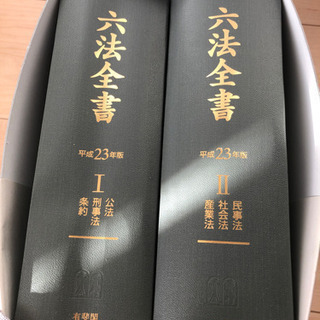 六法全書
平成23年版
I
公法
刑事法
条約
有斐閣
六法全書
平成23年版
II
民事法
社会法
産業法